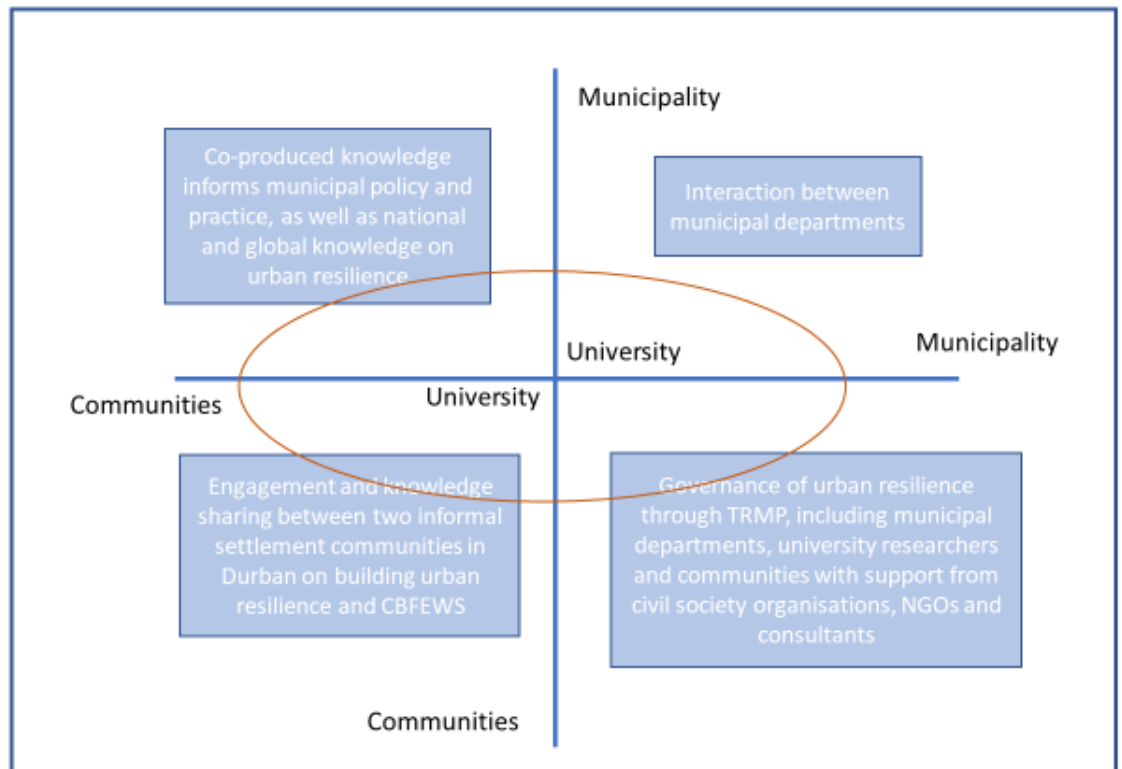 Municipality
Co-produced knowledge
informs municipal policy and
practice, as well as national
and global knowledge on
urban resilience
Interaction between
municipal departments
University
Municipality
Communities
University
Engagement and knowledge
sharing between two informal
settlement communities in
Durban on building urban
resilience and CBFEWS
Governance of urban resilience
through TRMP, including municipal
departments, university researchers
and communities with support from
civil society organisations, NGOs and
consultants
Communities